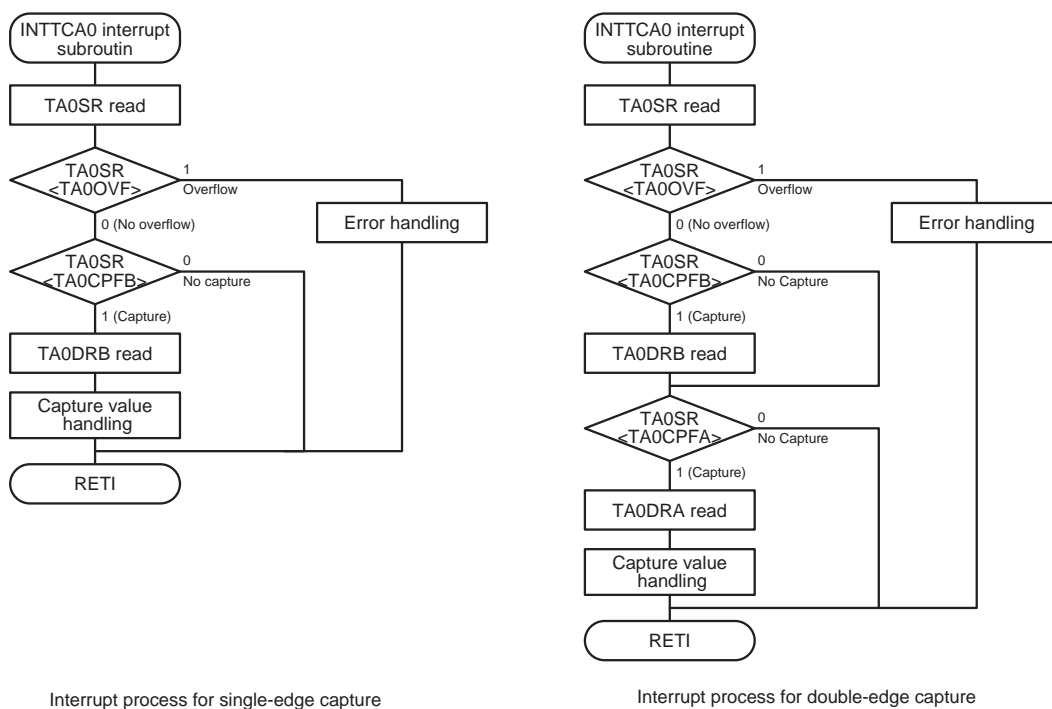 INTTCA0 interrupt
subroutin
TA0SR read
TA0SR
<TA0OVF>
1
Overflow
0 (No overflow)
Error handling
TA0SR
<TA0CPFB>
0
No capture
1 (Capture)
TA0DRB read
Capture value
handling
RETI
Interrupt process for single-edge capture
INTTCA0 interrupt
subroutine
TA0SR read
TA0SR
<TA0OVF>
1
Overflow
0 (No overflow)
Error handling
TA0SR
<TA0CPFB>
0
No Capture
1 (Capture)
TA0DRB read
TA0SR
<TA0CPFA>
0
No Capture
1 (Capture)
TA0DRA read
Capture value
handling
RETI
Interrupt process for double-edge capture